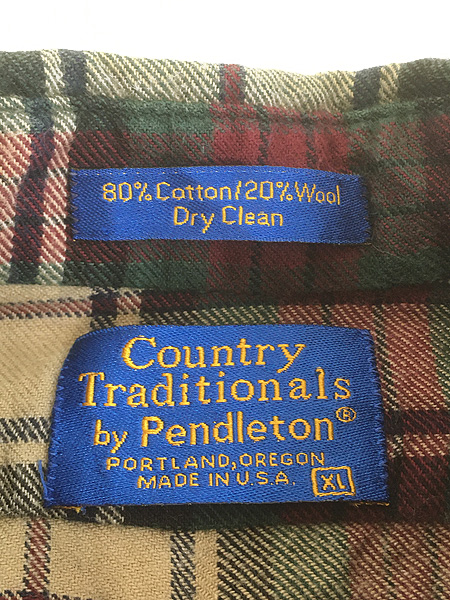 80% Cotton/20% Wool
Dry Clean
Country
Traditionals
by Pendleton®
PORTLAND, OREGON
MADE IN U.S.A. XL